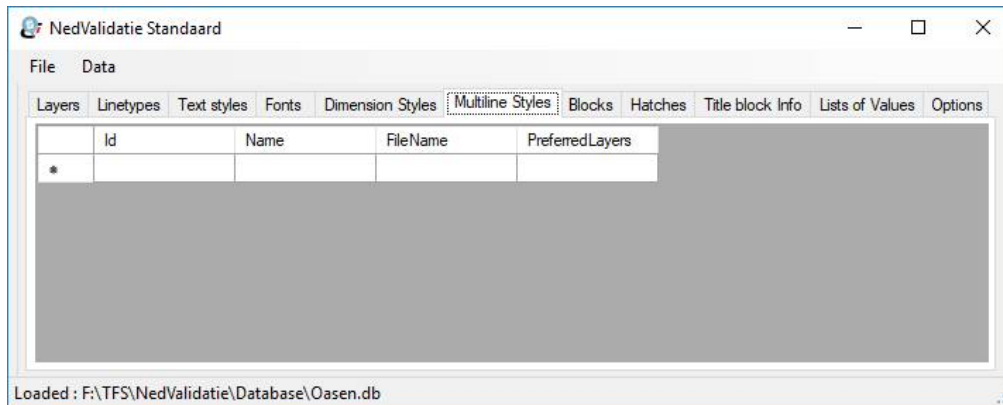 NedValidatie Standaard
File Data
Layers Linetypes Text styles Fonts Dimension Styles Multiline Styles Blocks Hatches Title block Info Lists of Values Options
Id Name FileName PreferredLayers
*
Loaded : F:\TFS\NedValidatie\Database\Oasen.db